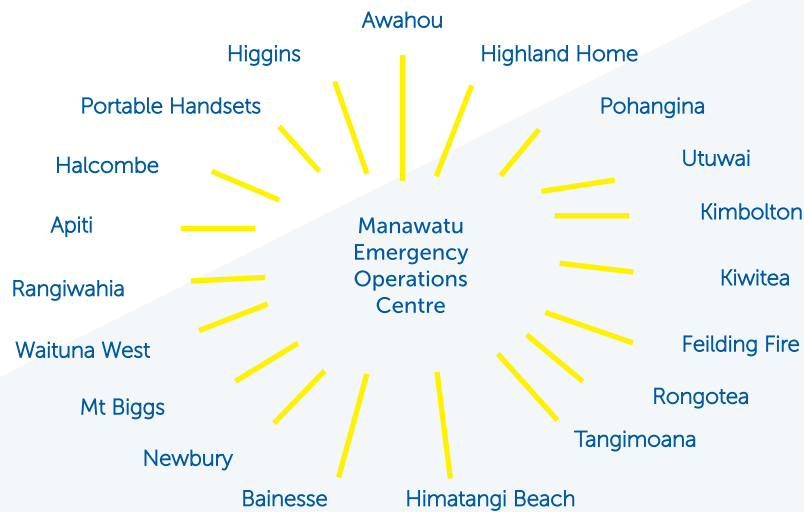 Awahou
Higgins
Highland Home
Portable Handsets
Pohangina
Halcombe
Utuwai
Kimbolton
Apiti
Manawatu
Emergency
Operations
Centre
Kiwitea
Rangiwahia
Feilding Fire
Waituna West
Rongotea
Mt Biggs
Tangimoana
Newbury
Bainesse
Himatangi Beach